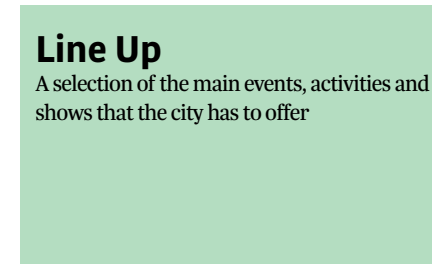 Line Up
A selection of the main events, activities and
shows that the city has to offer